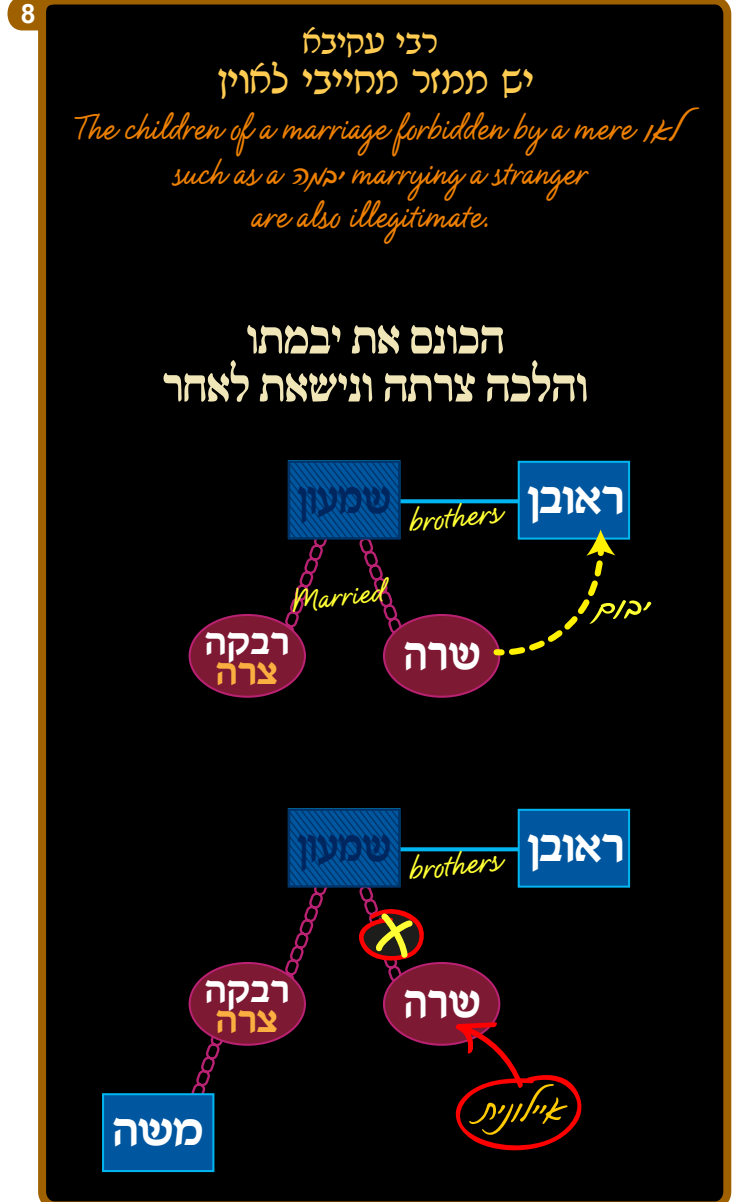 8
רבי עקיבא
יש ממזר מחייבי לאוין
The children of a marriage forbidden by a mere לאו
such as a יבמה marrying a stranger
are also illegitimate.
הכונס את יבמתו
והלכה צרתה ונישאת לאחר
שמעון
brothers
ראובן
Married
יבום
רבקה
צרה
שרה
שמעון
brothers
ראובן
X
רבקה
צרה
שרה
איילונית
משה